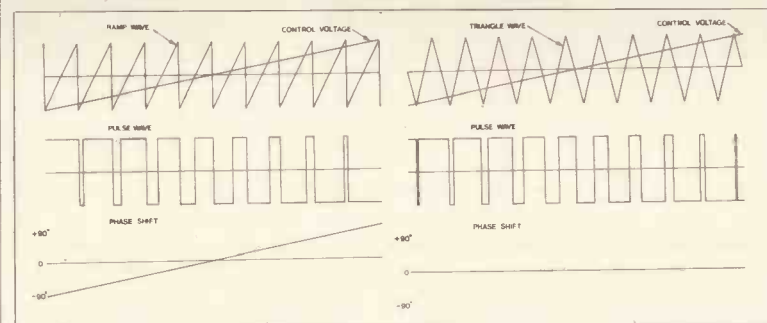 RAMP WAVE
CONTROL VOLTAGE
PULSE WAVE
PHASE SHIFT
+90°
0
-90°
TRIANGLE WAVE
CONTROL VOLTAGE
PULSE WAVE
PHASE SHIFT
+90°
0
-90°